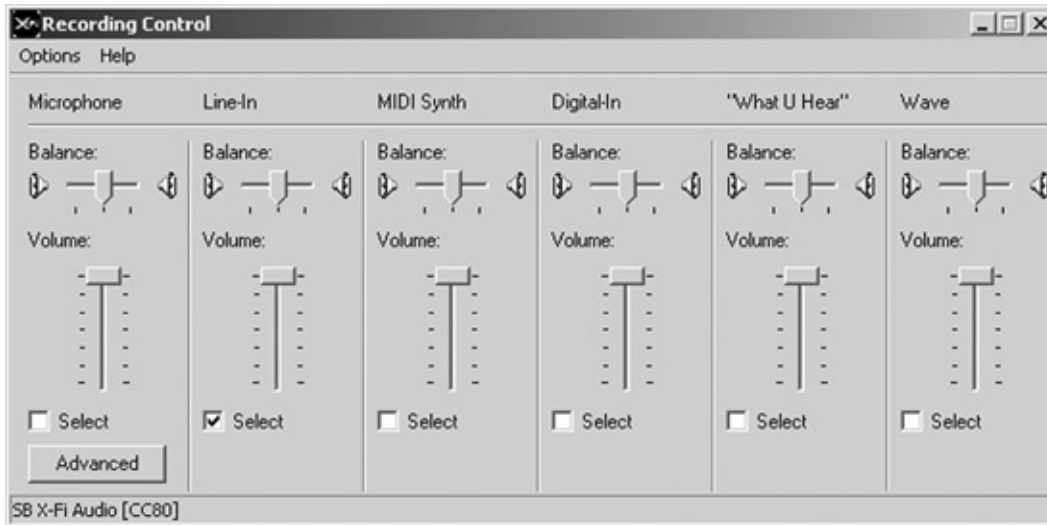 X-Fi Recording Control
Options Help
Microphone Line-In MIDI Synth Digital-In "What U Hear" Wave
Balance: Balance: Balance: Balance: Balance: Balance:
Volume: Volume: Volume: Volume: Volume: Volume:
Select Select Select Select Select Select
Advanced
SB X-Fi Audio [CC80]